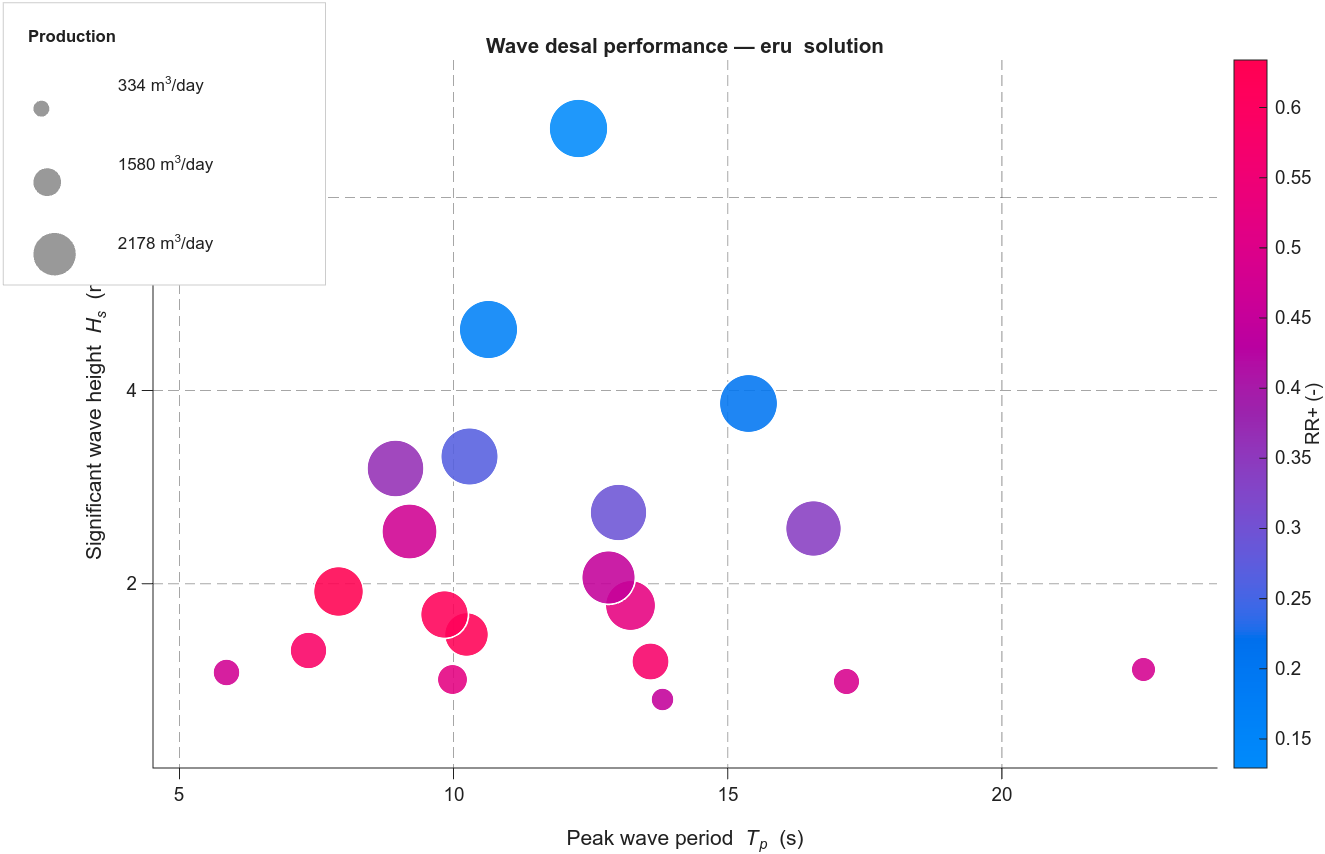 Production
334 m³/day
1580 m³/day
2178 m³/day
Wave desal performance — eru solution
Significant wave height Hₛ
4
2
5
10
15
20
Peak wave period Tₚ (s)
0.6
0.55
0.5
0.45
0.4
0.35
0.3
0.25
0.2
0.15
RR+ (-)